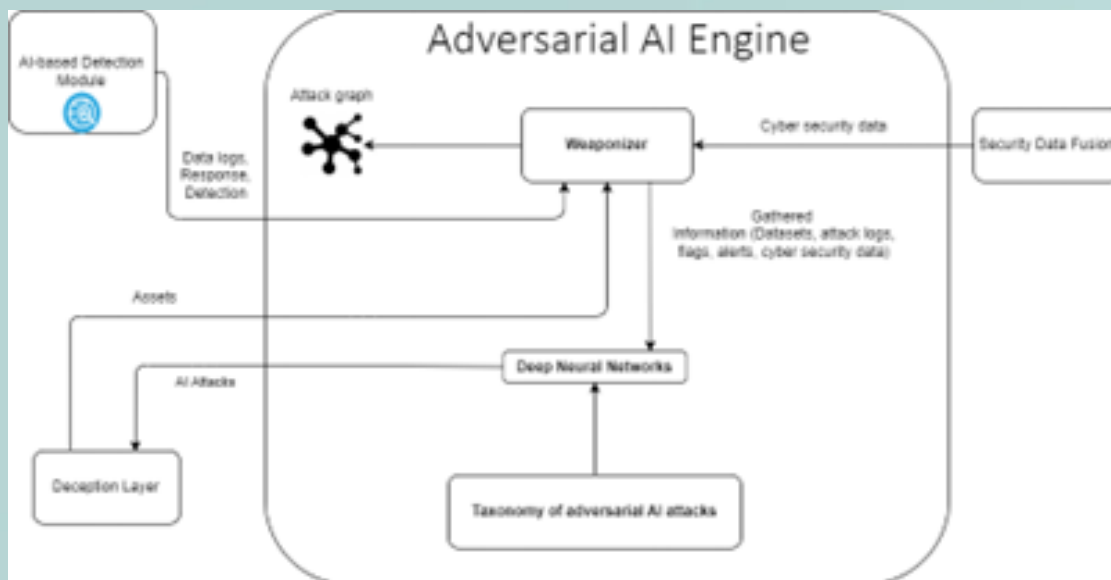 Adversarial AI Engine
AI-based Detection
Module
Attack graph
Weaponizer
Cyber security data
Security Data Fusion
Data logs,
Response,
Detection
Gathered
Information (Datasets, attack logs,
flags, alerts, cyber security data)
Assets
Deep Neural Networks
AI Attacks
Deception Layer
Taxonomy of adversarial AI attacks